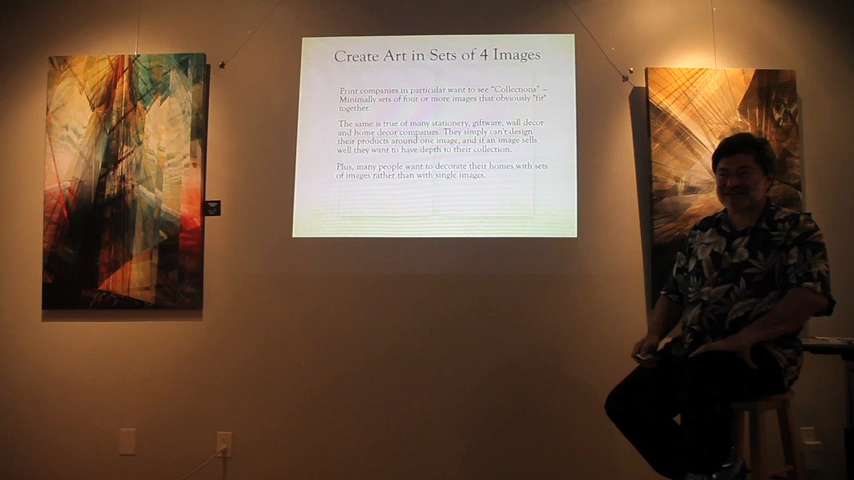 Create Art in Sets of 4 Images
Print companies in particular want to see "Collections" –
Minimally sets of four or more images that obviously "fit"
together.
The same is true of many stationery, giftware, wall decor
and home decor companies. They simply can't design
their products around one image, and if an image sells
well they want to have depth to their collection.
Plus, many people want to decorate their homes with sets
of images rather than with single images.